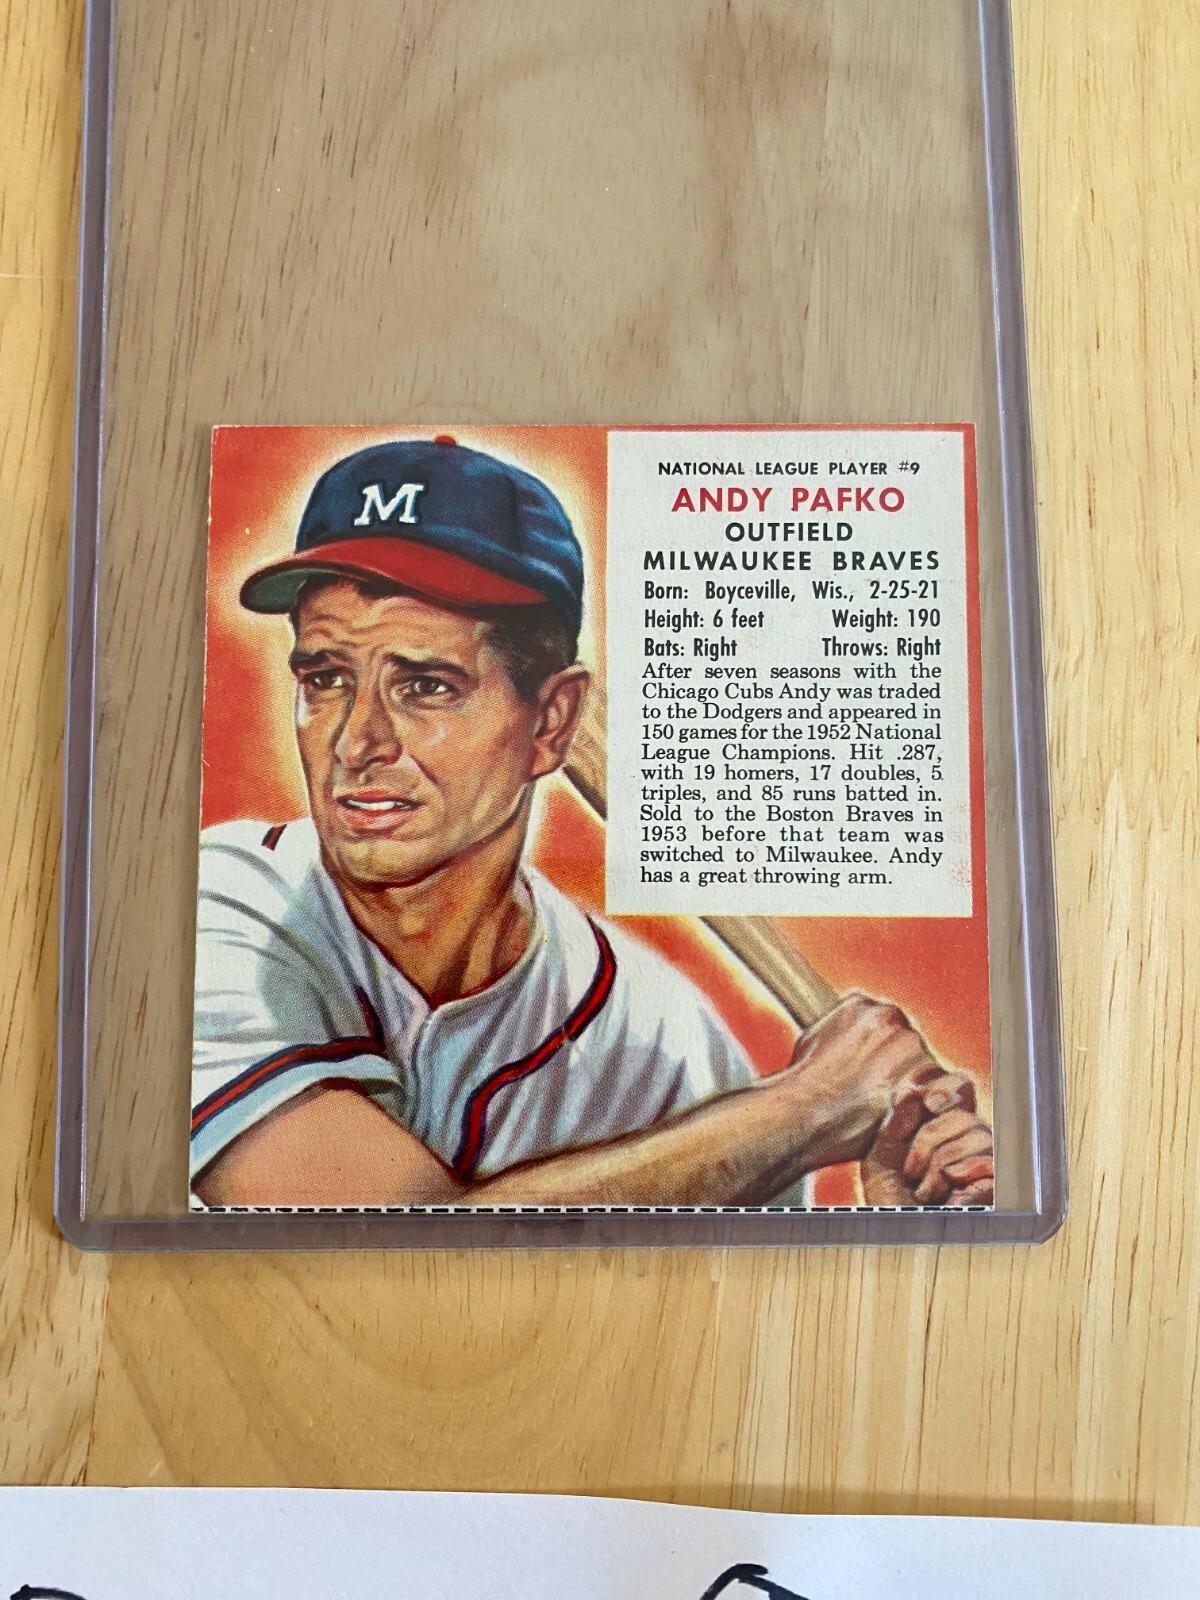 M
NATIONAL LEAGUE PLAYER #9
ANDY PAFKO
OUTFIELD
MILWAUKEE BRAVES
Born: Boyceville, Wis., 2-25-21
Height: 6 feet Weight: 190
Bats: Right Throws: Right
After seven seasons with the
Chicago Cubs Andy was traded
to the Dodgers and appeared in
150 games for the 1952 National
League Champions. Hit .287,
with 19 homers, 17 doubles, 5
triples, and 85 runs batted in.
Sold to the Boston Braves in
1953 before that team was
switched to Milwaukee. Andy
has a great throwing arm.